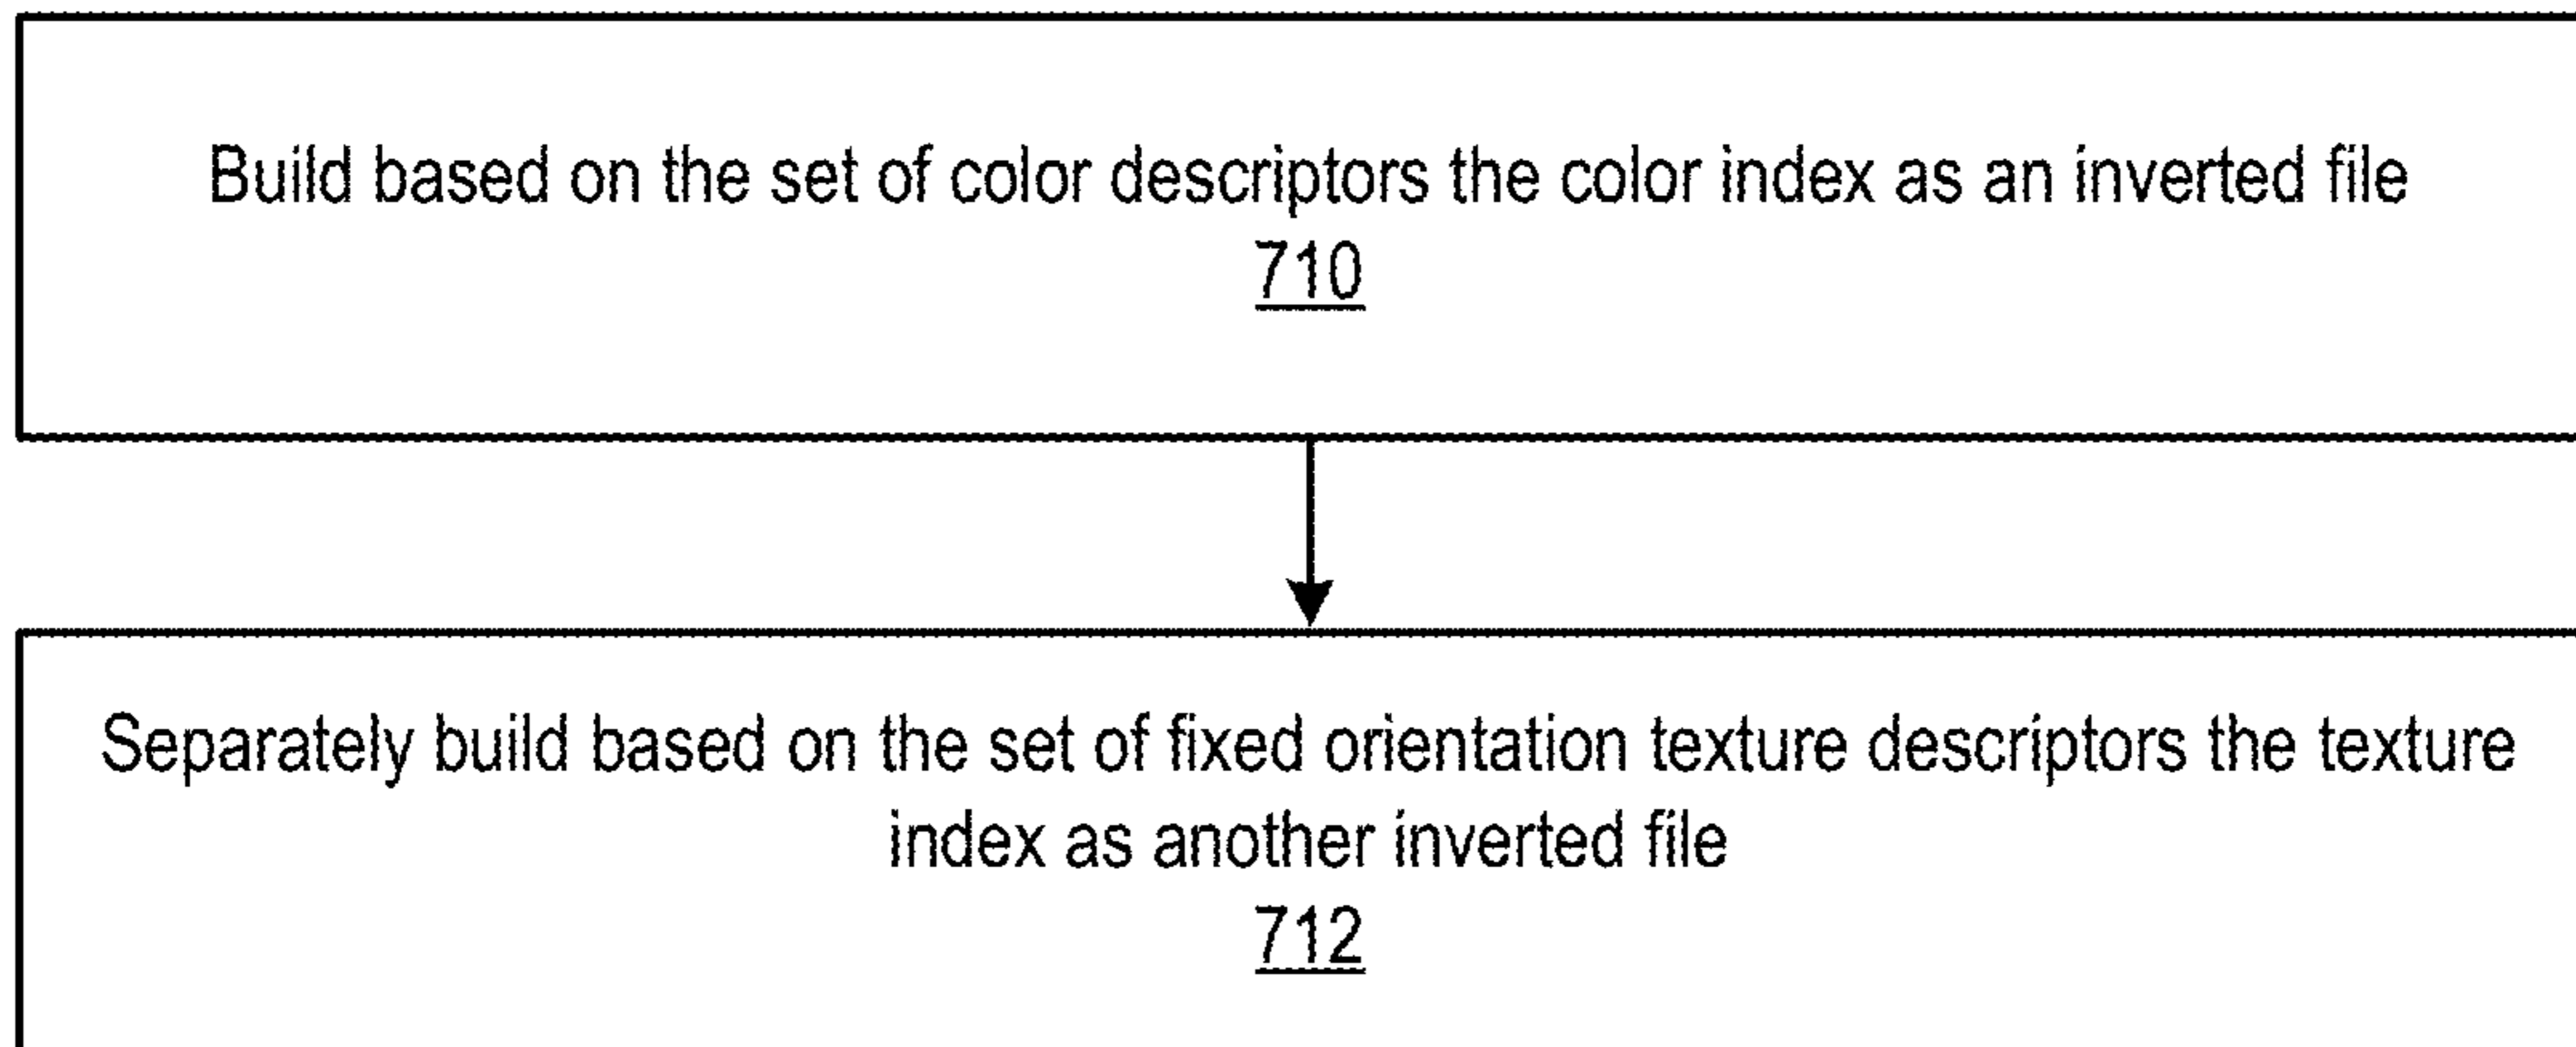 Build based on the set of color descriptors the color index as an inverted file
710
Separately build based on the set of fixed orientation texture descriptors the texture
index as another inverted file
712